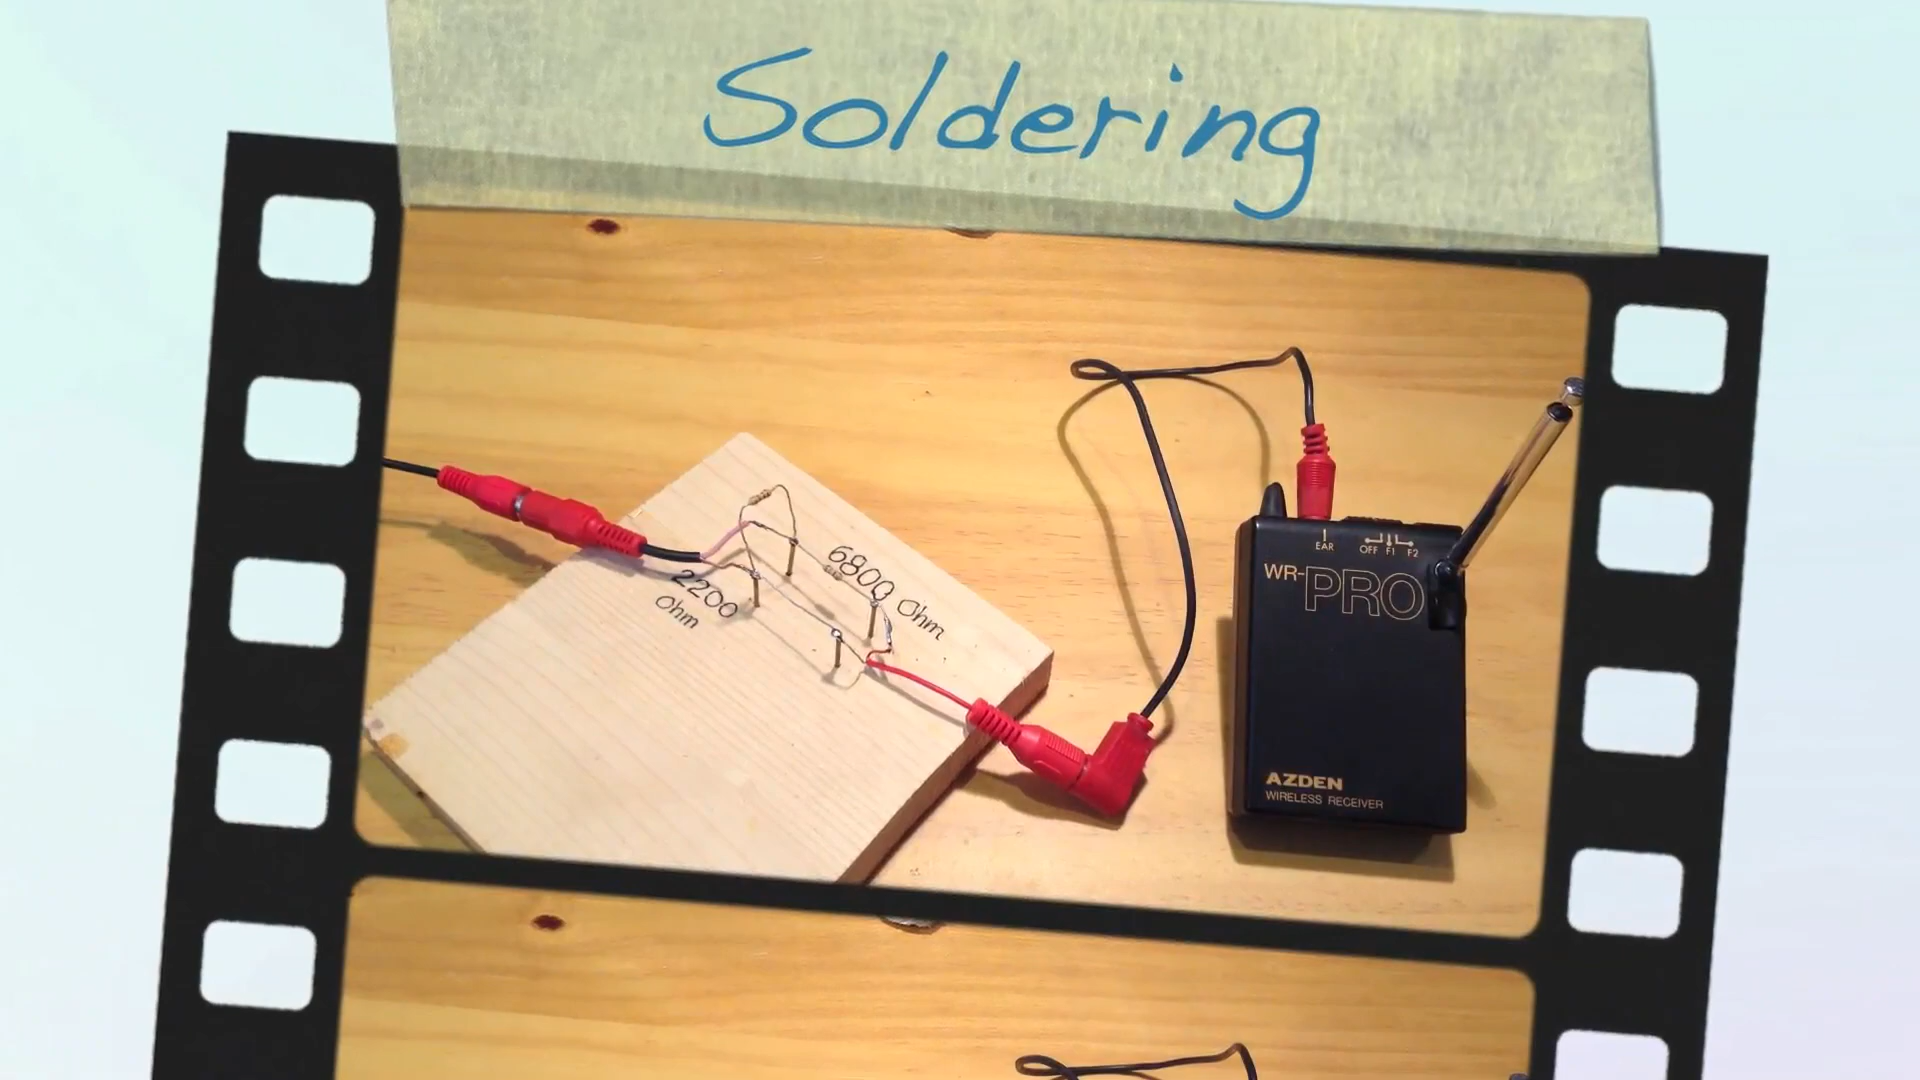 Soldering
6800 Ohm
2200
Ohm
EAR
OFF F1 F2
WR-PRO
AZDEN
WIRELESS RECEIVER